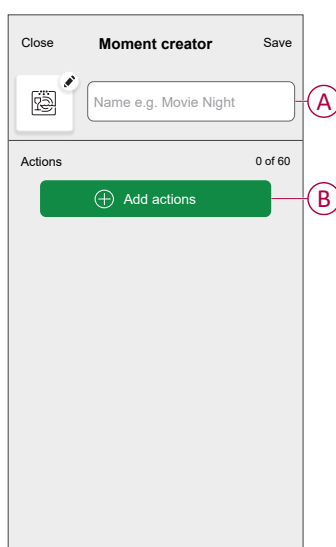 Close Moment creator Save
Name e.g. Movie Night
A
Actions 0 of 60
Add actions
B